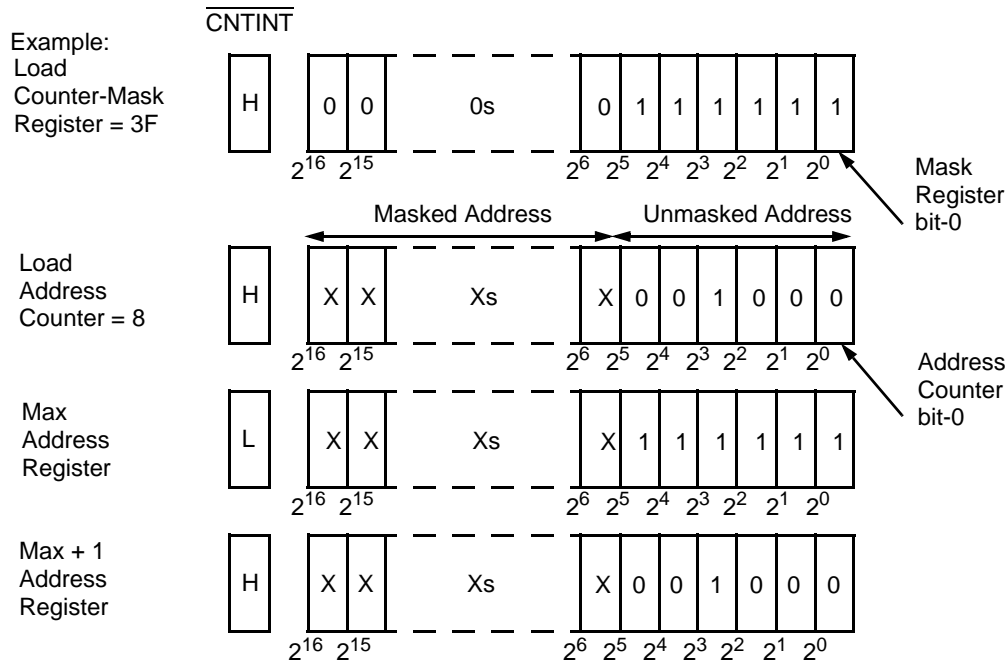 CNTINT
Example:
Load
Counter-Mask
Register = 3F
H 0 0 0s 0 1 1 1 1 1 1
2^16 2^15 2^6 2^5 2^4 2^3 2^2 2^1 2^0
Mask
Register
bit-0
Masked Address Unmasked Address
Load
Address
Counter = 8
H X X Xs X 0 0 1 0 0 0
2^16 2^15 2^6 2^5 2^4 2^3 2^2 2^1 2^0
Address
Counter
bit-0
Max
Address
Register
L X X Xs X 1 1 1 1 1 1
2^16 2^15 2^6 2^5 2^4 2^3 2^2 2^1 2^0
Max + 1
Address
Register
H X X Xs X 0 0 1 0 0 0
2^16 2^15 2^6 2^5 2^4 2^3 2^2 2^1 2^0